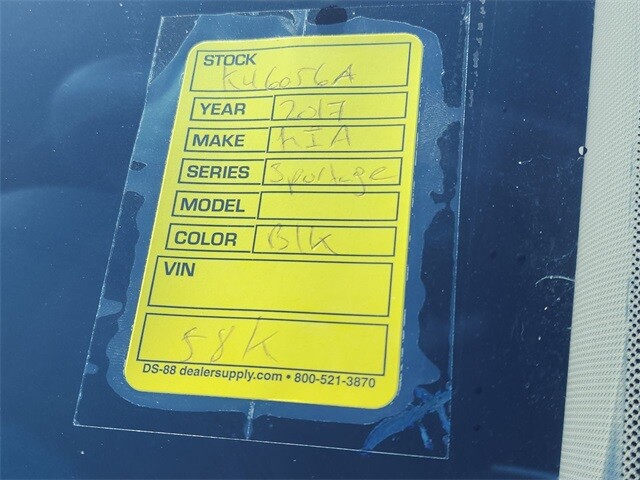 STOCK
KU6056A
YEAR 2017
MAKE KIA
SERIES Sportage
MODEL
COLOR Blk
VIN
58K
DS-88 dealersupply.com • 800-521-3870